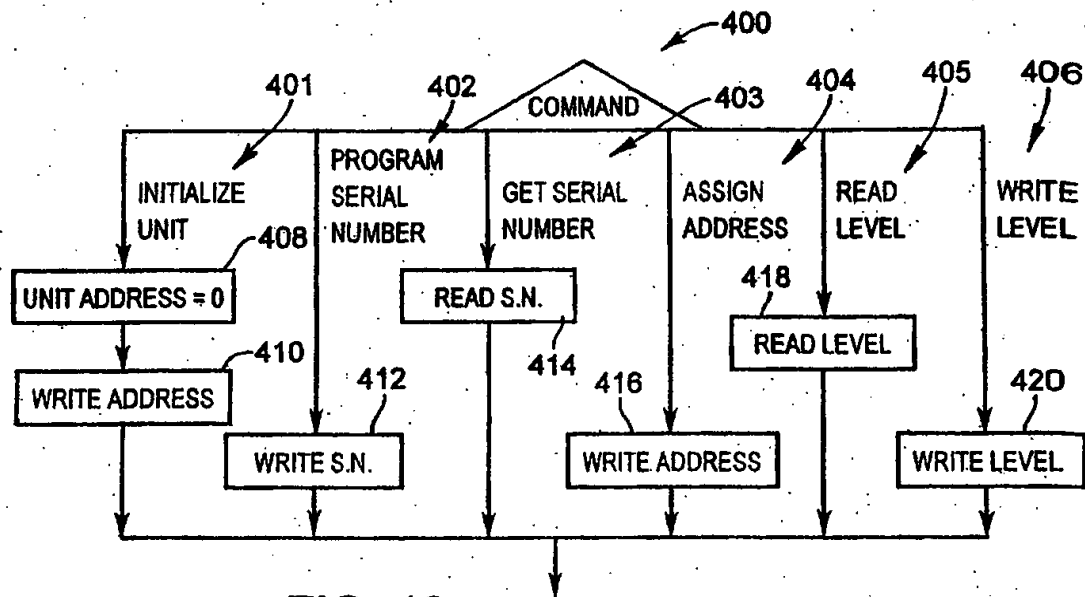 400
COMMAND
401
402
403
404
405
406
INITIALIZE
UNIT
PROGRAM
SERIAL
NUMBER
GET SERIAL
NUMBER
ASSIGN
ADDRESS
READ
LEVEL
WRITE
LEVEL
408
UNIT ADDRESS = 0
410
WRITE ADDRESS
412
WRITE S.N.
READ S.N.
414
416
WRITE ADDRESS
418
READ LEVEL
420
WRITE LEVEL